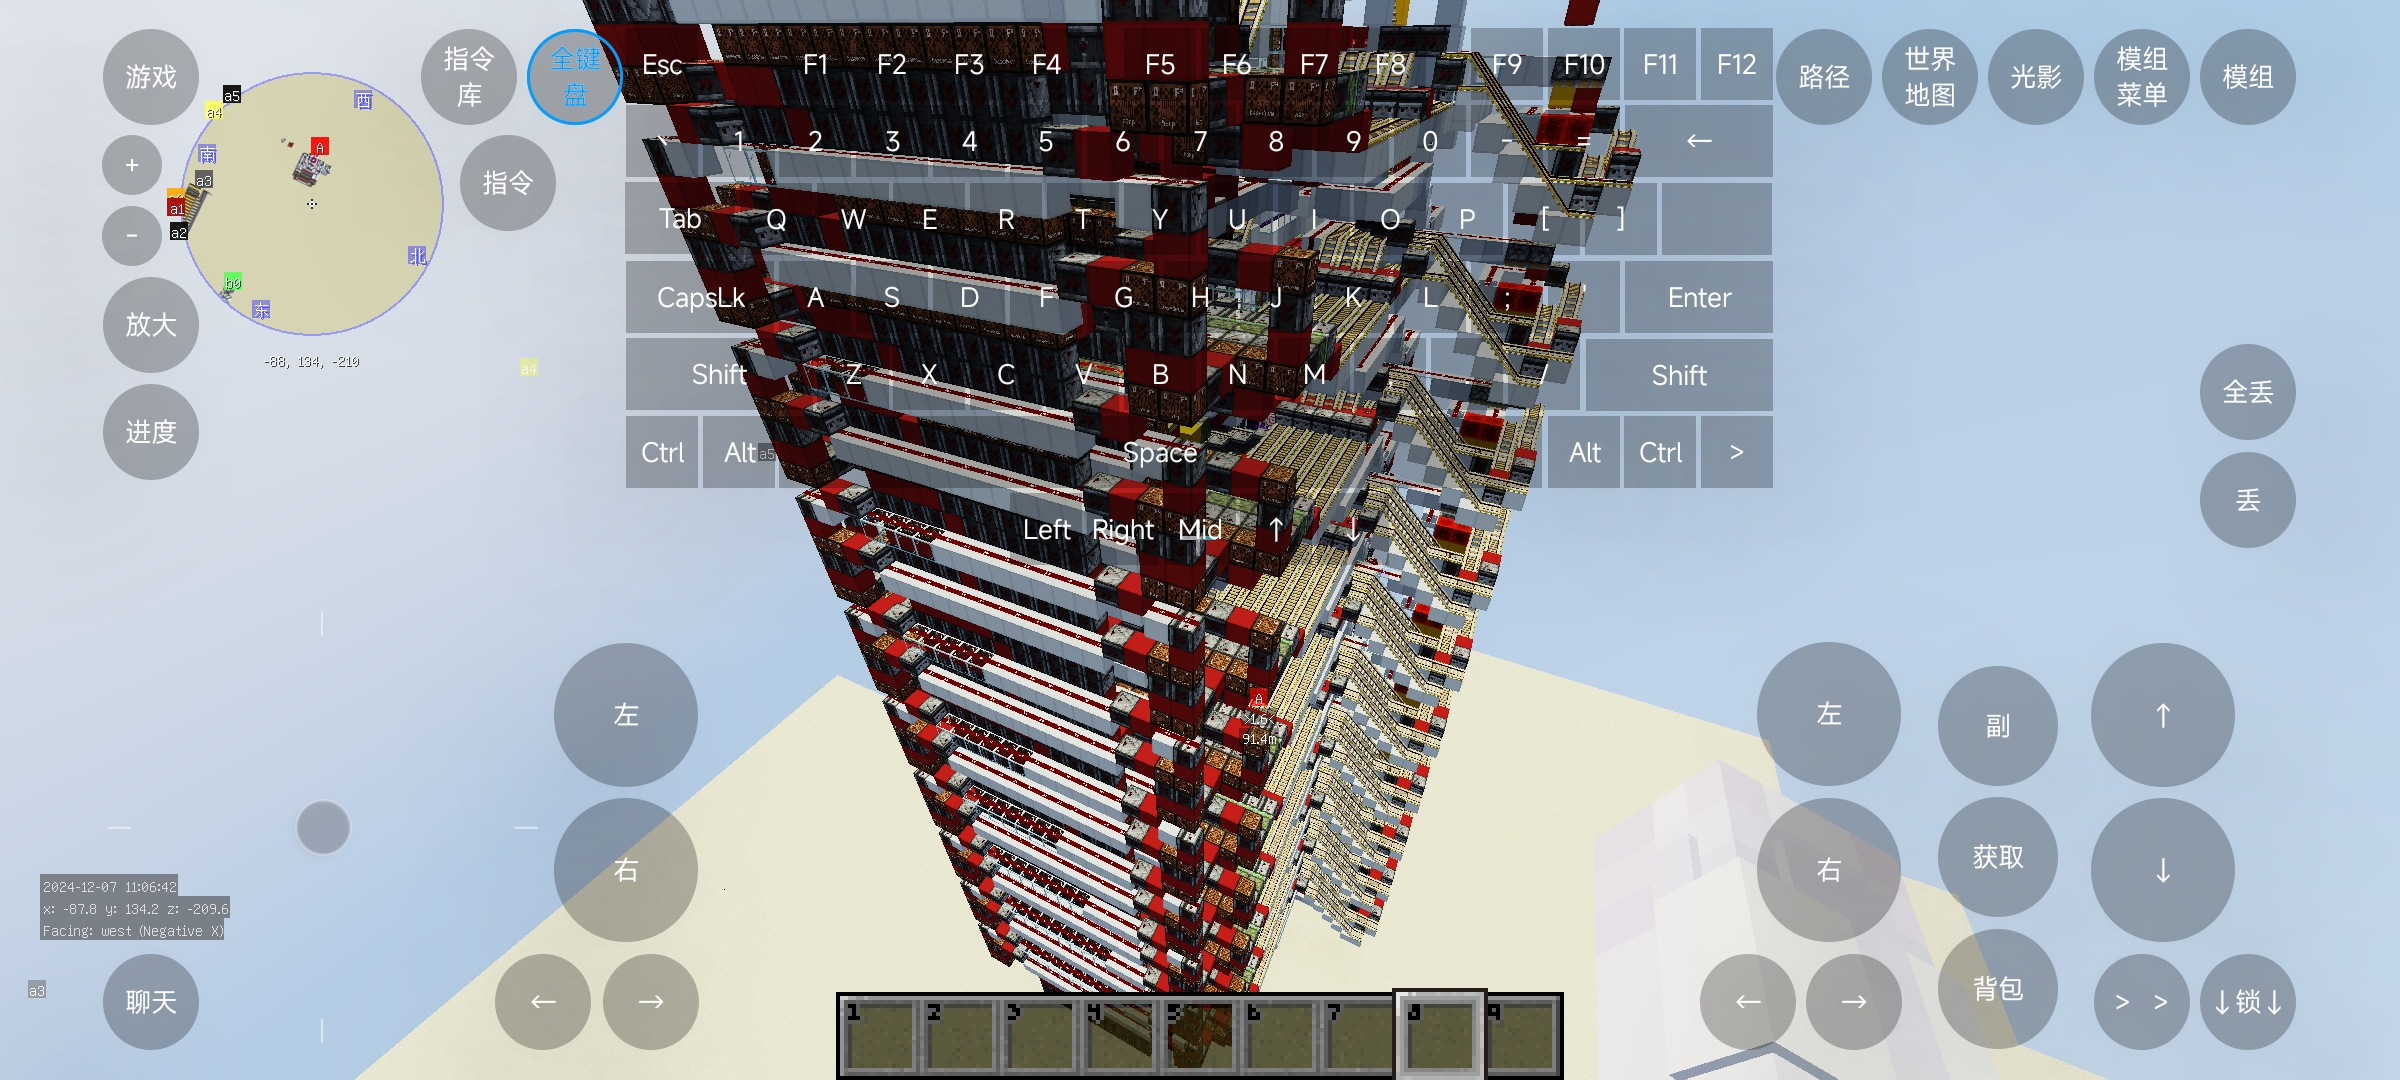 游戏
指令库
全键盘
Esc
F1
F2
F3
F4
F5
F6
F7
F8
F9
F10
F11
F12
路径
世界地图
光影
模组菜单
模组
a5
a4
西
南
A
a3
a1
a2
北
b0
东
+
-
指令
放大
进度
-88, 134, -210
a4
1
2
3
4
5
6
7
8
9
0
-
=
←
Tab
Q
W
E
R
T
Y
U
I
O
P
[
]
CapsLk
A
S
D
F
G
H
J
K
L
;
'
Enter
Shift
Z
X
C
V
B
N
M
,
.
/
Shift
Ctrl
Alt
a5
Space
Alt
Ctrl
>
Left
Right
Mid
↑
↓
全丢
丢
A
91.4m
左
右
左
副
↑
右
获取
↓
2024-12-07 11:06:42
x: -87.8 y: 134.2 z: -209.6
Facing: west (Negative X)
a3
聊天
←
→
←
→
背包
> >
↓锁↓
1
2
3
4
5
6
7
8
9